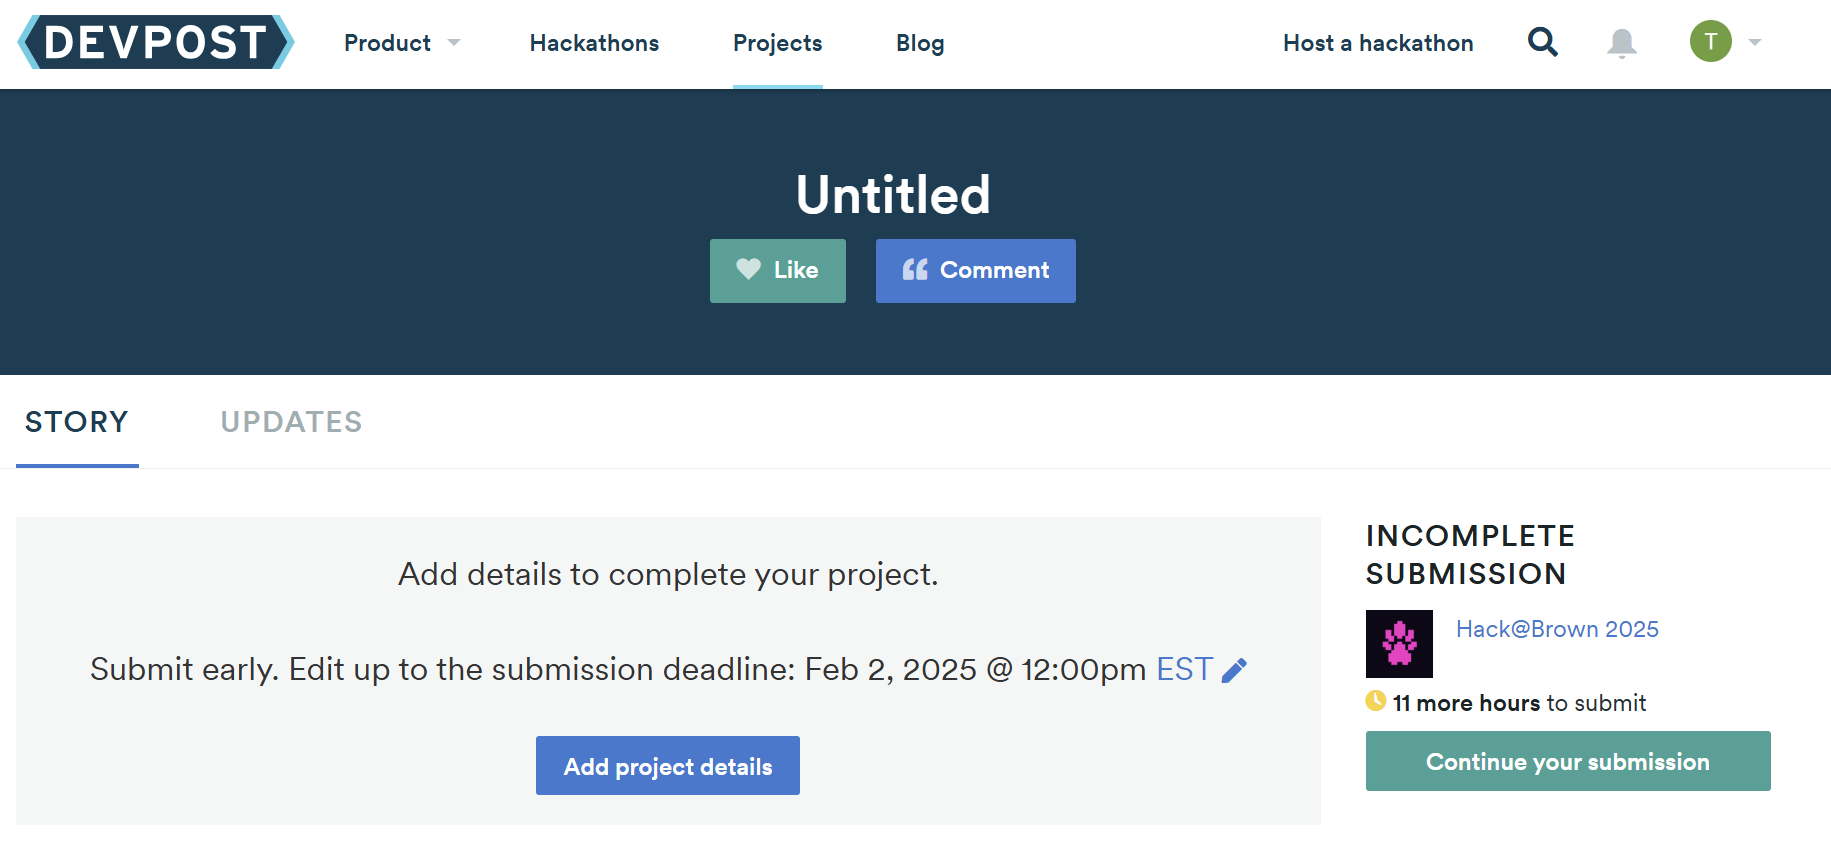 DEVPOST
Product
Hackathons
Projects
Blog
Host a hackathon
T
Untitled
Like
Comment
STORY
UPDATES
Add details to complete your project.
Submit early. Edit up to the submission deadline: Feb 2, 2025 @ 12:00pm EST
Add project details
INCOMPLETE
SUBMISSION
Hack@Brown 2025
11 more hours to submit
Continue your submission